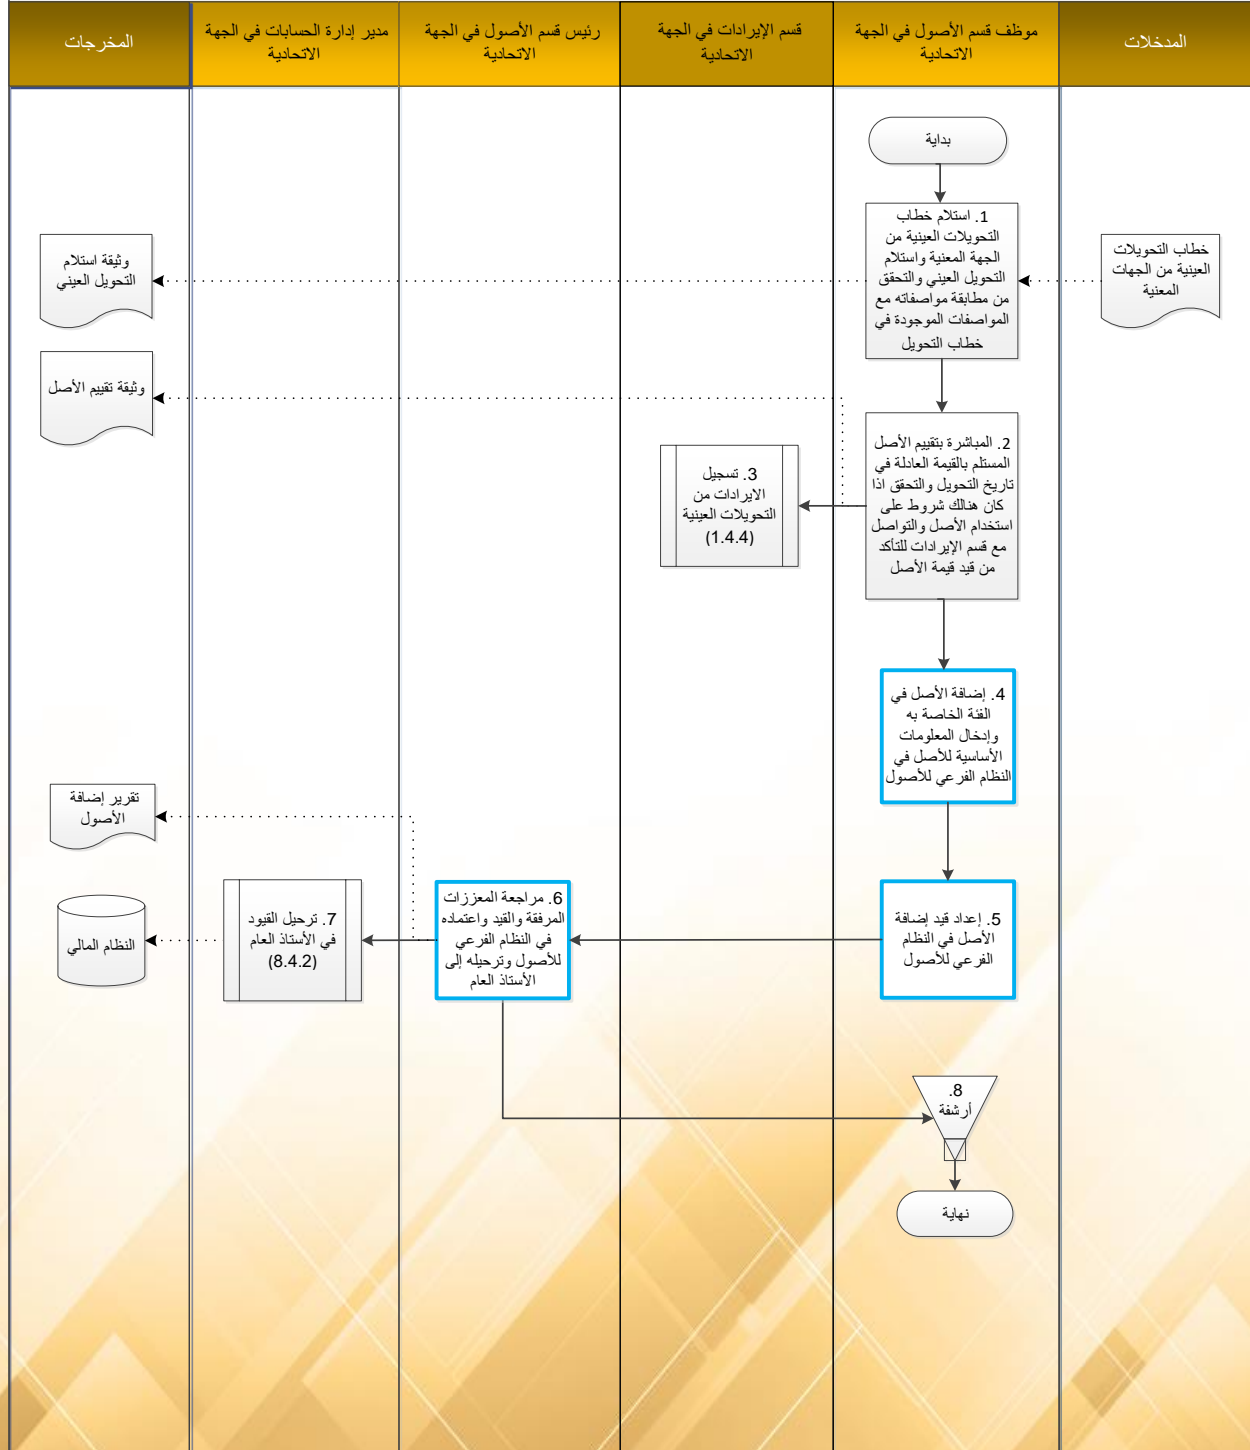 المدخلات
موظف قسم الأصول في الجهة
الاتحادية
قسم الإيرادات في الجهة
الاتحادية
رئيس قسم الأصول في الجهة
الاتحادية
مدير إدارة الحسابات في الجهة
الاتحادية
المخرجات
بداية
1. استلام خطاب
التحويلات العينية من
الجهة المعنية واستلام
التحويل العيني والتحقق
من مطابقة مواصفاته مع
المواصفات الموجودة في
خطاب التحويل
خطاب التحويلات
العينية من الجهات
المعنية
وثيقة استلام
التحويل العيني
وثيقة تقييم الأصل
2. المباشرة بتقييم الأصل
المستلم بالقيمة العادلة في
تاريخ التحويل والتحقق اذا
كان هنالك شروط على
استخدام الأصل والتواصل
مع قسم الإيرادات للتأكد
من قيد قيمة الأصل
3. تسجيل
الايرادات من
التحويلات العينية
(1.4.4)
4. إضافة الأصل في
الفئة الخاصة به
وإدخال المعلومات
الأساسية للأصل في
النظام الفرعي للأصول
تقرير إضافة
الأصول
5. إعداد قيد إضافة
الأصل في النظام
الفرعي للأصول
6. مراجعة المعززات
المرفقة والقيد واعتماده
في النظام الفرعي
للأصول وترحيله إلى
الأستاذ العام
7. ترحيل القيود
في الأستاذ العام
(8.4.2)
النظام المالي
8.
أرشفة
نهاية